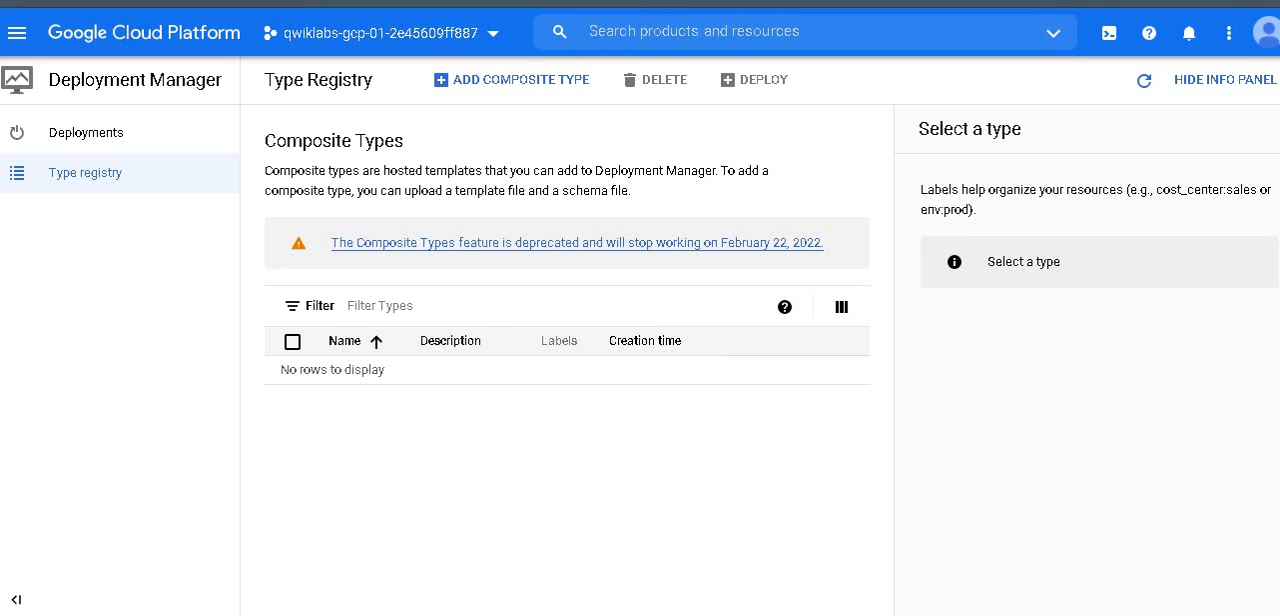 Google Cloud Platform
qwiklabs-gcp-01-2e45609ff887
Search products and resources
Deployment Manager
Type Registry
ADD COMPOSITE TYPE
DELETE
DEPLOY
HIDE INFO PANEL
Deployments
Type registry
Composite Types
Composite types are hosted templates that you can add to Deployment Manager. To add a
composite type, you can upload a template file and a schema file.
The Composite Types feature is deprecated and will stop working on February 22, 2022.
Filter Filter Types
Name Description Labels Creation time
No rows to display
Select a type
Labels help organize your resources (e.g., cost_center:sales or
env:prod).
Select a type